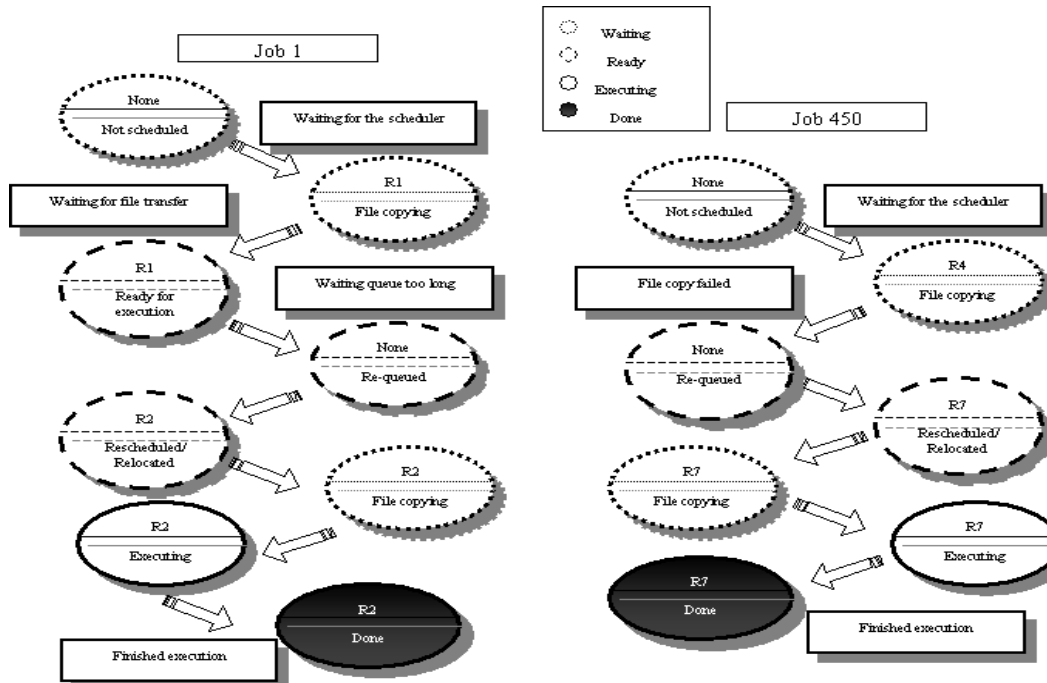 Job 1
None
Not scheduled
Waiting for the scheduler
R1
File copying
Waiting for file transfer
R1
Ready for
execution
Waiting queue too long
None
Re-queued
R2
Rescheduled/
Relocated
R2
File copying
R2
Executing
R2
Done
Finished execution
Waiting
Ready
Executing
Done
Job 450
None
Not scheduled
Waiting for the scheduler
R4
File copying
File copy failed
None
Re-queued
R7
Rescheduled/
Relocated
R7
File copying
R7
Executing
R7
Done
Finished execution